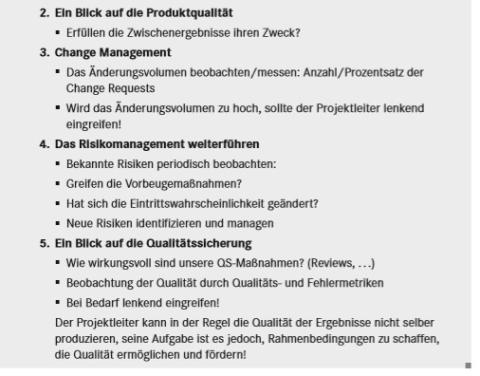 2. Ein Blick auf die Produktqualität
▪ Erfüllen die Zwischenergebnisse ihren Zweck?
3. Change Management
▪ Das Änderungsvolumen beobachten/messen: Anzahl/Prozentsatz der
Change Requests
▪ Wird das Änderungsvolumen zu hoch, sollte der Projektleiter lenkend
eingreifen!
4. Das Risikomanagement weiterführen
▪ Bekannte Risiken periodisch beobachten:
▪ Greifen die Vorbeugemaßnahmen?
▪ Hat sich die Eintrittswahrscheinlichkeit geändert?
▪ Neue Risiken identifizieren und managen
5. Ein Blick auf die Qualitätssicherung
▪ Wie wirkungsvoll sind unsere QS-Maßnahmen? (Reviews, ...)
▪ Beobachtung der Qualität durch Qualitäts- und Fehlermetriken
▪ Bei Bedarf lenkend eingreifen!
Der Projektleiter kann in der Regel die Qualität der Ergebnisse nicht selber
produzieren, seine Aufgabe ist es jedoch, Rahmenbedingungen zu schaffen,
die Qualität ermöglichen und fördern!